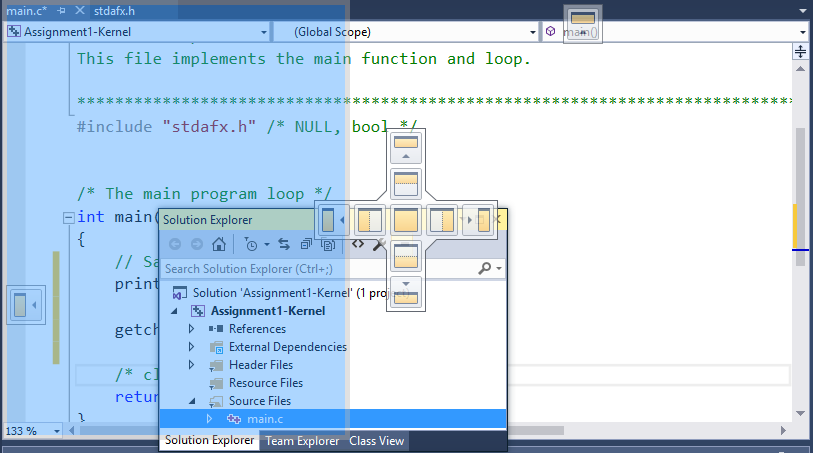 main.c* stdafx.h
Assignment1-Kernel (Global Scope) main()
This file implements the main function and loop.
*******************************************************************************
#include "stdafx.h" /* NULL, bool */
/* The main program loop */
int main(
{
// Sa
print
getch
/* cl
retur
}
Solution Explorer
Search Solution Explorer (Ctrl+;)
Solution 'Assignment1-Kernel' (1 project)
Assignment1-Kernel
References
External Dependencies
Header Files
Resource Files
Source Files
main.c
133 %
Solution Explorer Team Explorer Class View